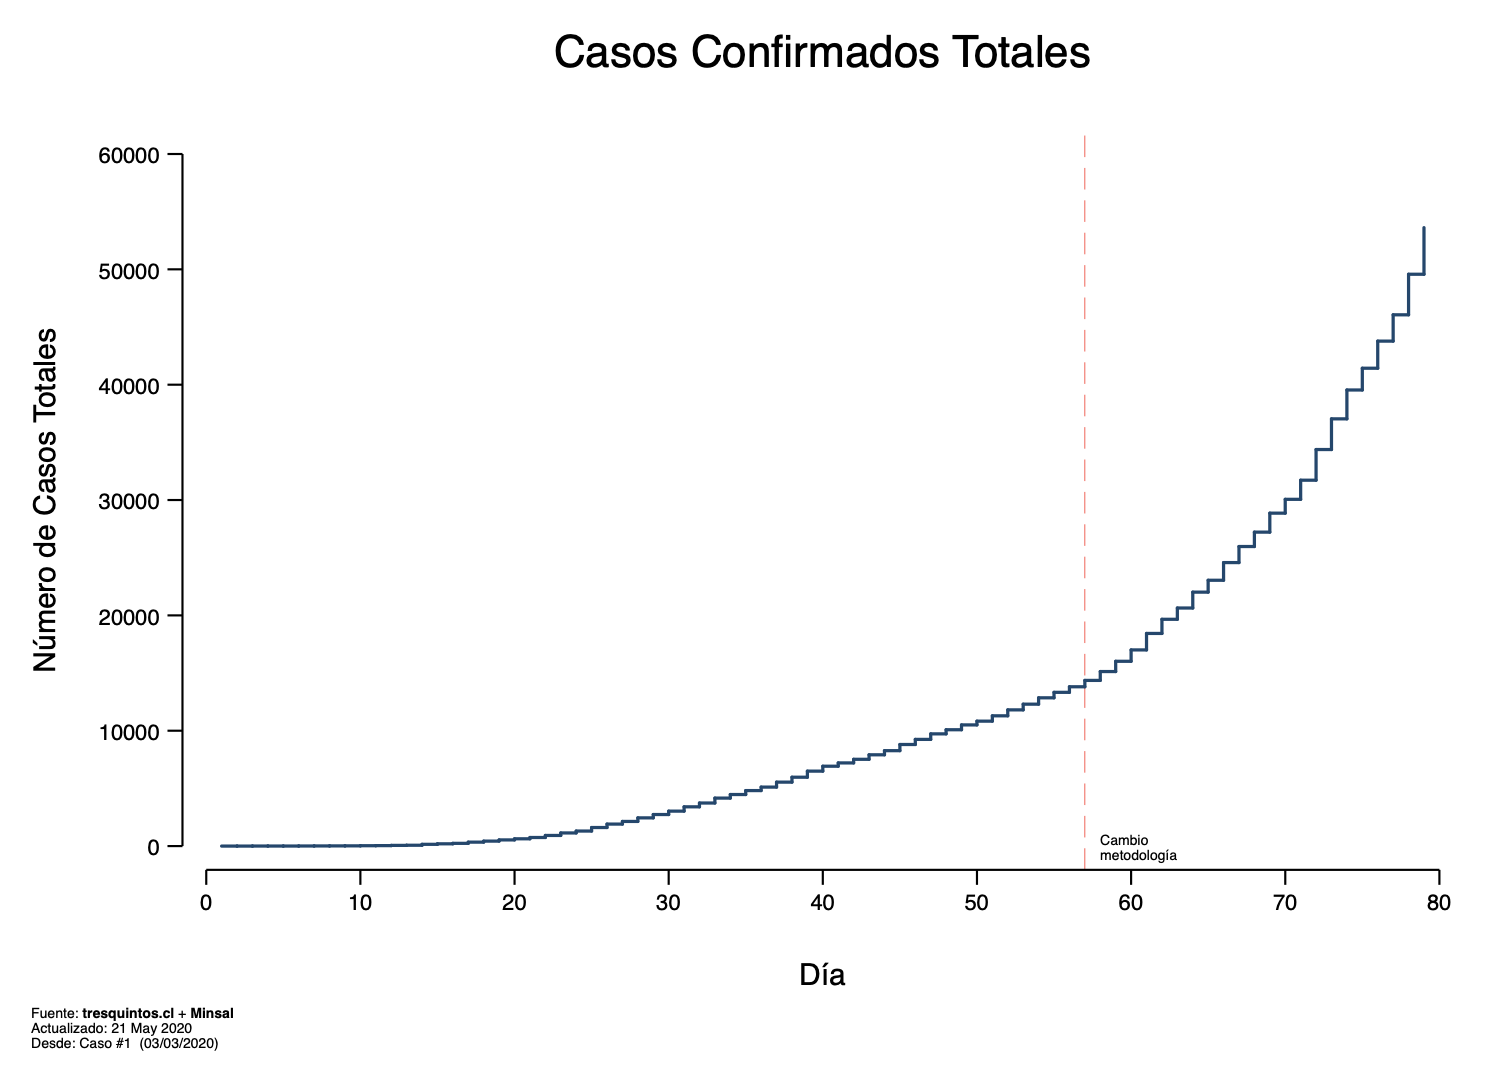 Casos Confirmados Totales
Número de Casos Totales
60000
50000
40000
30000
20000
10000
0
Cambio
metodología
0 10 20 30 40 50 60 70 80
Día
Fuente: tresquintos.cl + Minsal
Actualizado: 21 May 2020
Desde: Caso #1 (03/03/2020)